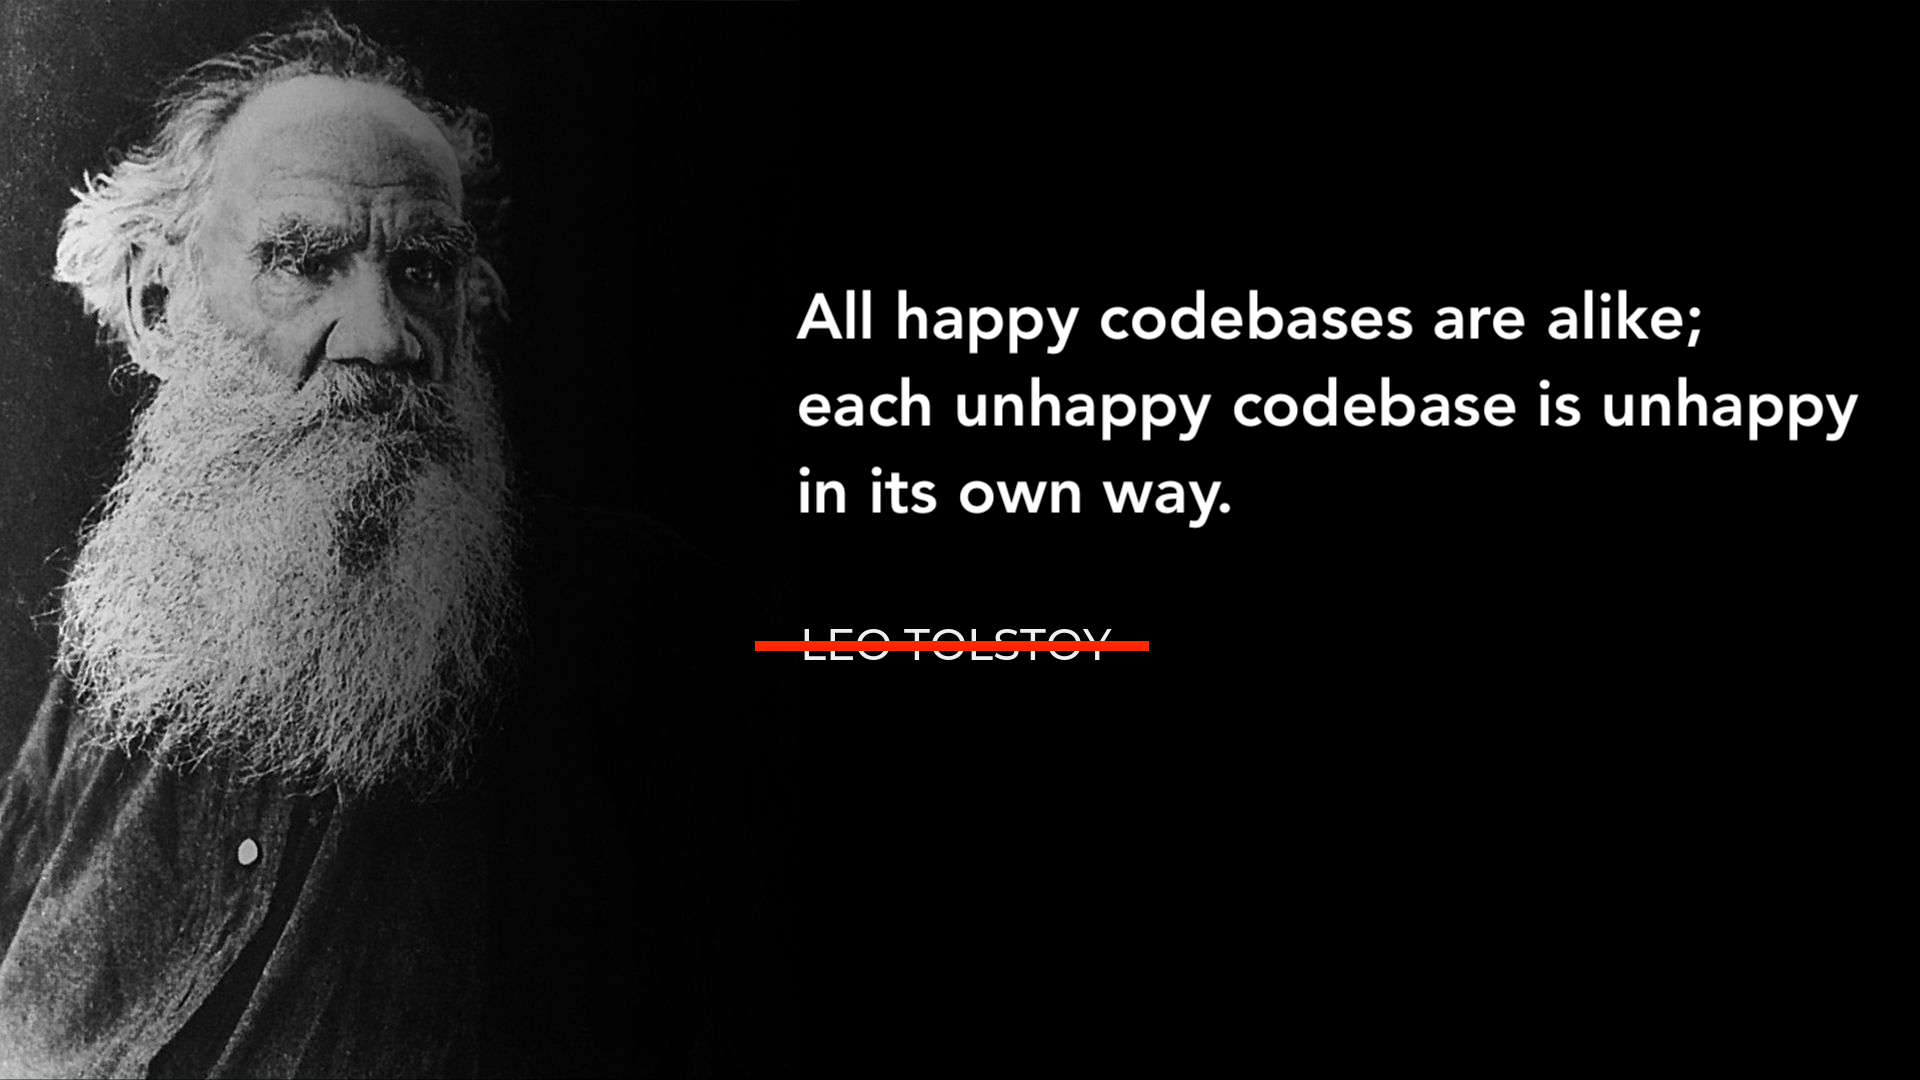 All happy codebases are alike;
each unhappy codebase is unhappy
in its own way.
LEO TOLSTOY